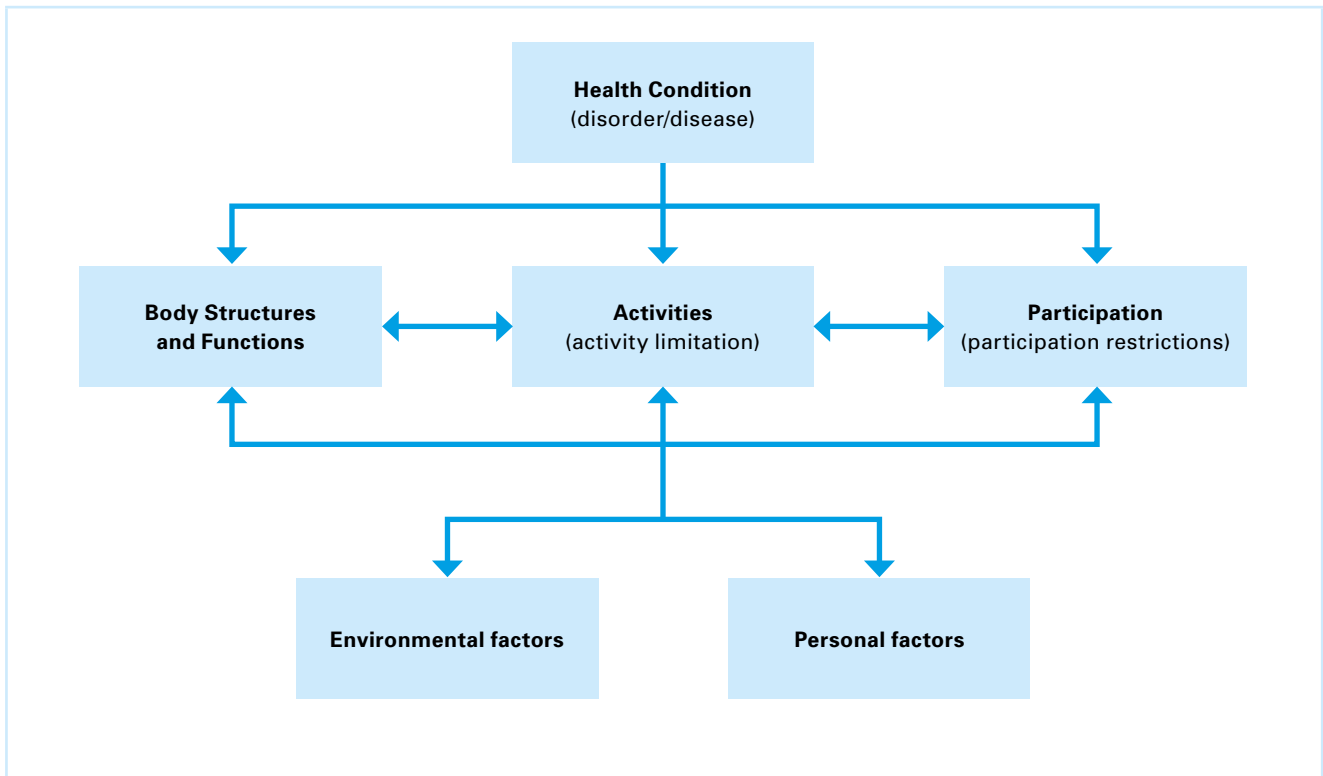 Health Condition
(disorder/disease)
Body Structures
and Functions
Activities
(activity limitation)
Participation
(participation restrictions)
Environmental factors
Personal factors